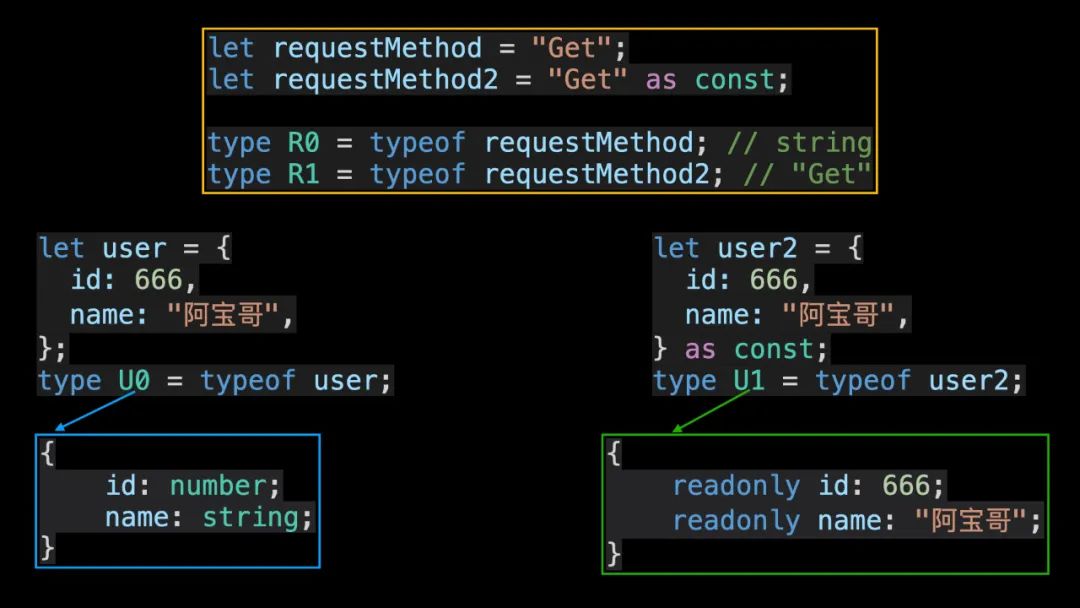 let requestMethod = "Get";
let requestMethod2 = "Get" as const;
type R0 = typeof requestMethod; // string
type R1 = typeof requestMethod2; // "Get"
let user = {
  id: 666,
  name: "阿宝哥",
};
type U0 = typeof user;
{
    id: number;
    name: string;
}
let user2 = {
  id: 666,
  name: "阿宝哥",
} as const;
type U1 = typeof user2;
{
    readonly id: 666;
    readonly name: "阿宝哥";
}